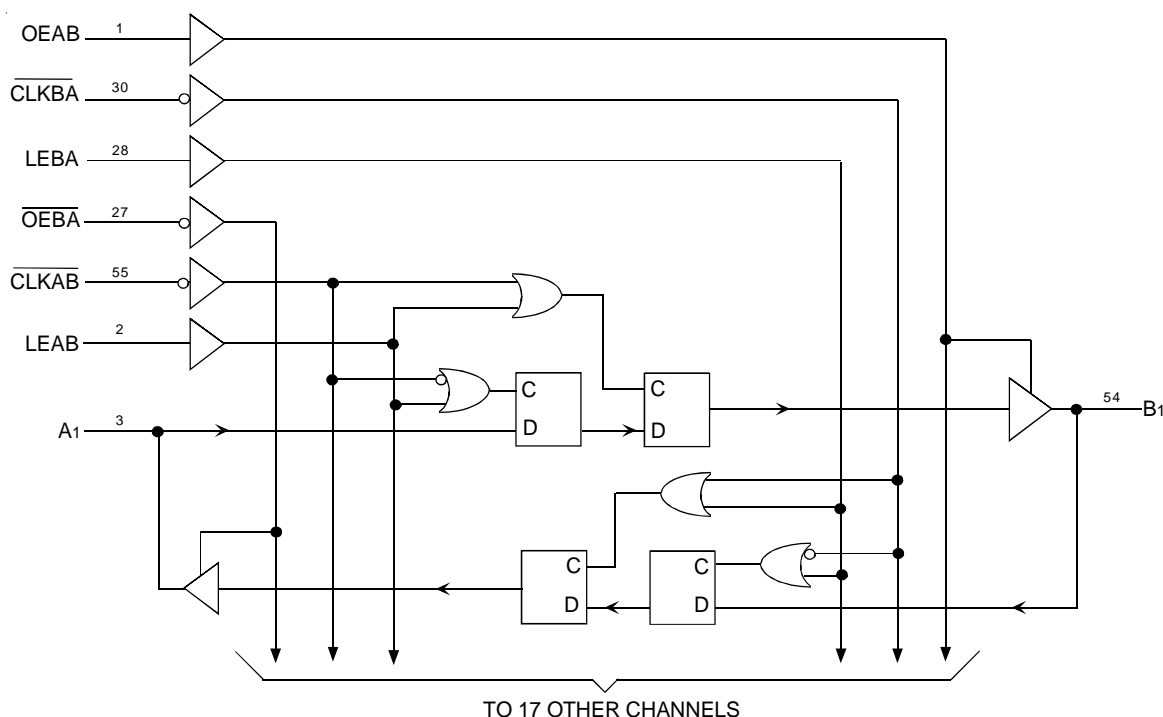 OEAB 1
CLKBA 30
LEBA 28
OEBA 27
CLKAB 55
LEAB 2
C
D
C
D
A1 3
54 B1
C
D
C
D
TO 17 OTHER CHANNELS